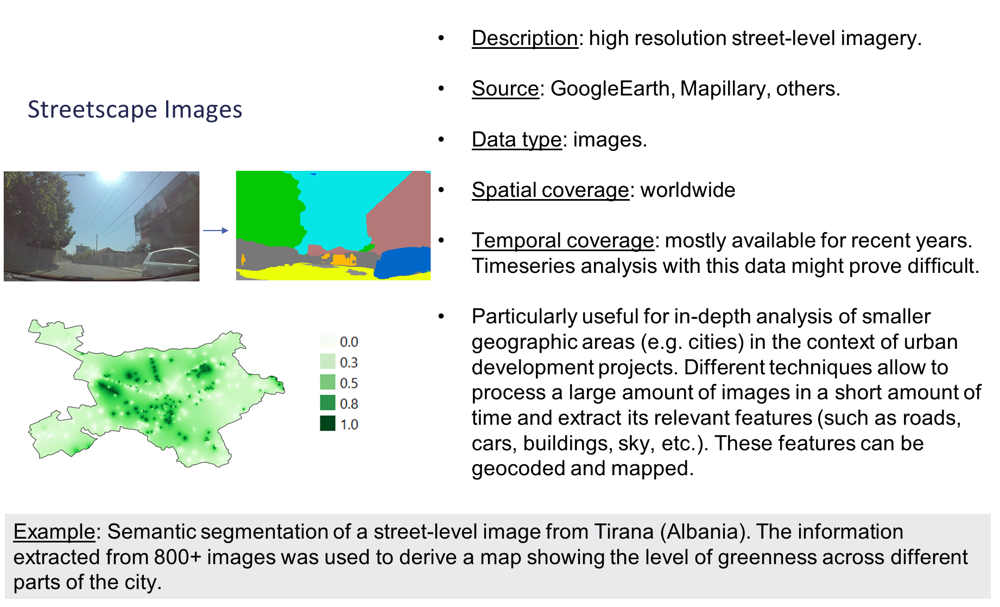 Streetscape Images
Mapillary
0.0
0.3
0.5
0.8
1.0
• Description: high resolution street-level imagery.
• Source: GoogleEarth, Mapillary, others.
• Data type: images.
• Spatial coverage: worldwide
• Temporal coverage: mostly available for recent years.
Timeseries analysis with this data might prove difficult.
• Particularly useful for in-depth analysis of smaller
geographic areas (e.g. cities) in the context of urban
development projects. Different techniques allow to
process a large amount of images in a short amount of
time and extract its relevant features (such as roads,
cars, buildings, sky, etc.). These features can be
geocoded and mapped.
Example: Semantic segmentation of a street-level image from Tirana (Albania). The information
extracted from 800+ images was used to derive a map showing the level of greenness across different
parts of the city.